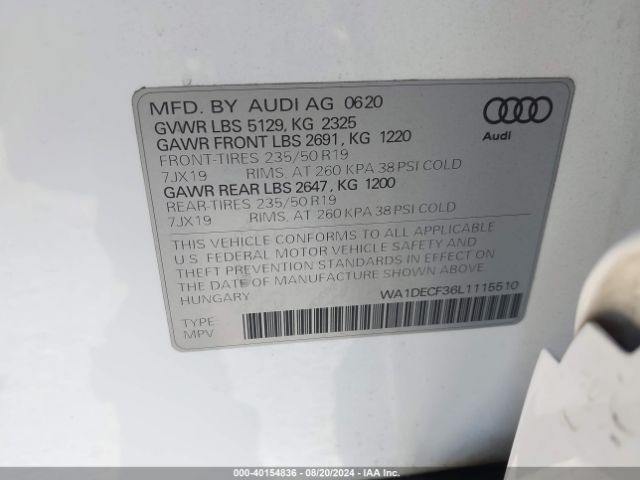 MFD. BY AUDI AG 0620
GVWR LBS 5129, KG 2325
GAWR FRONT LBS 2691, KG 1220
FRONT-TIRES 235/50 R19
7JX19 RIMS, AT 260 KPA 38 PSI COLD
GAWR REAR LBS 2647, KG 1200
REAR-TIRES 235/50 R19
7JX19 RIMS, AT 260 KPA 38 PSI COLD
Audi
THIS VEHICLE CONFORMS TO ALL APPLICABLE
U.S. FEDERAL MOTOR VEHICLE SAFETY AND
THEFT PREVENTION STANDARDS IN EFFECT ON
THE DATE OF MANUFACTURE SHOWN ABOVE.
HUNGARY WA1DECF36L1115510
TYPE:
MPV
000-40154836 - 08/20/2024 - IAA Inc.